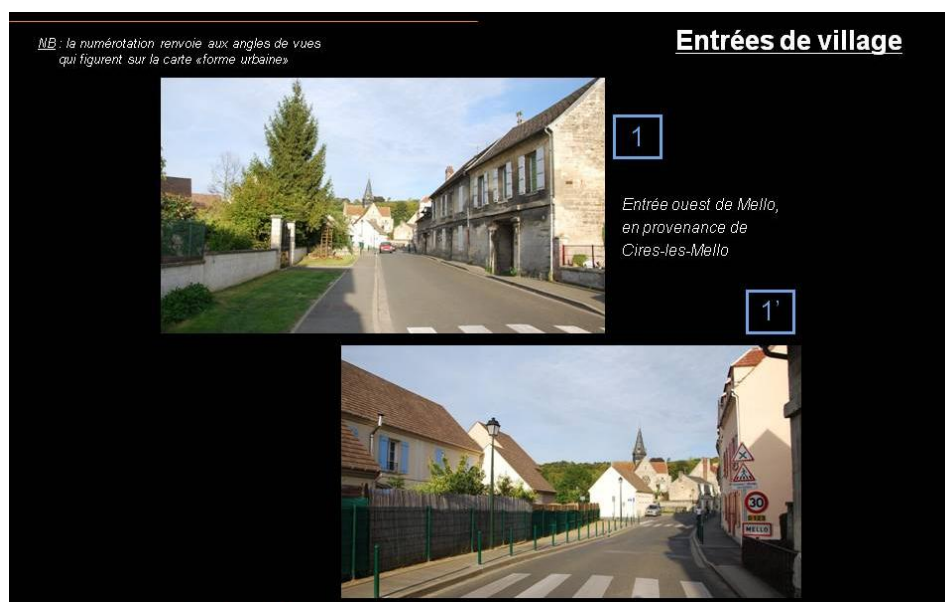 NB : la numérotation renvoie aux angles de vues
qui figurent sur la carte «forme urbaine»
Entrées de village
1
Entrée ouest de Mello,
en provenance de
Cires-les-Mello
1'
30
MELLO